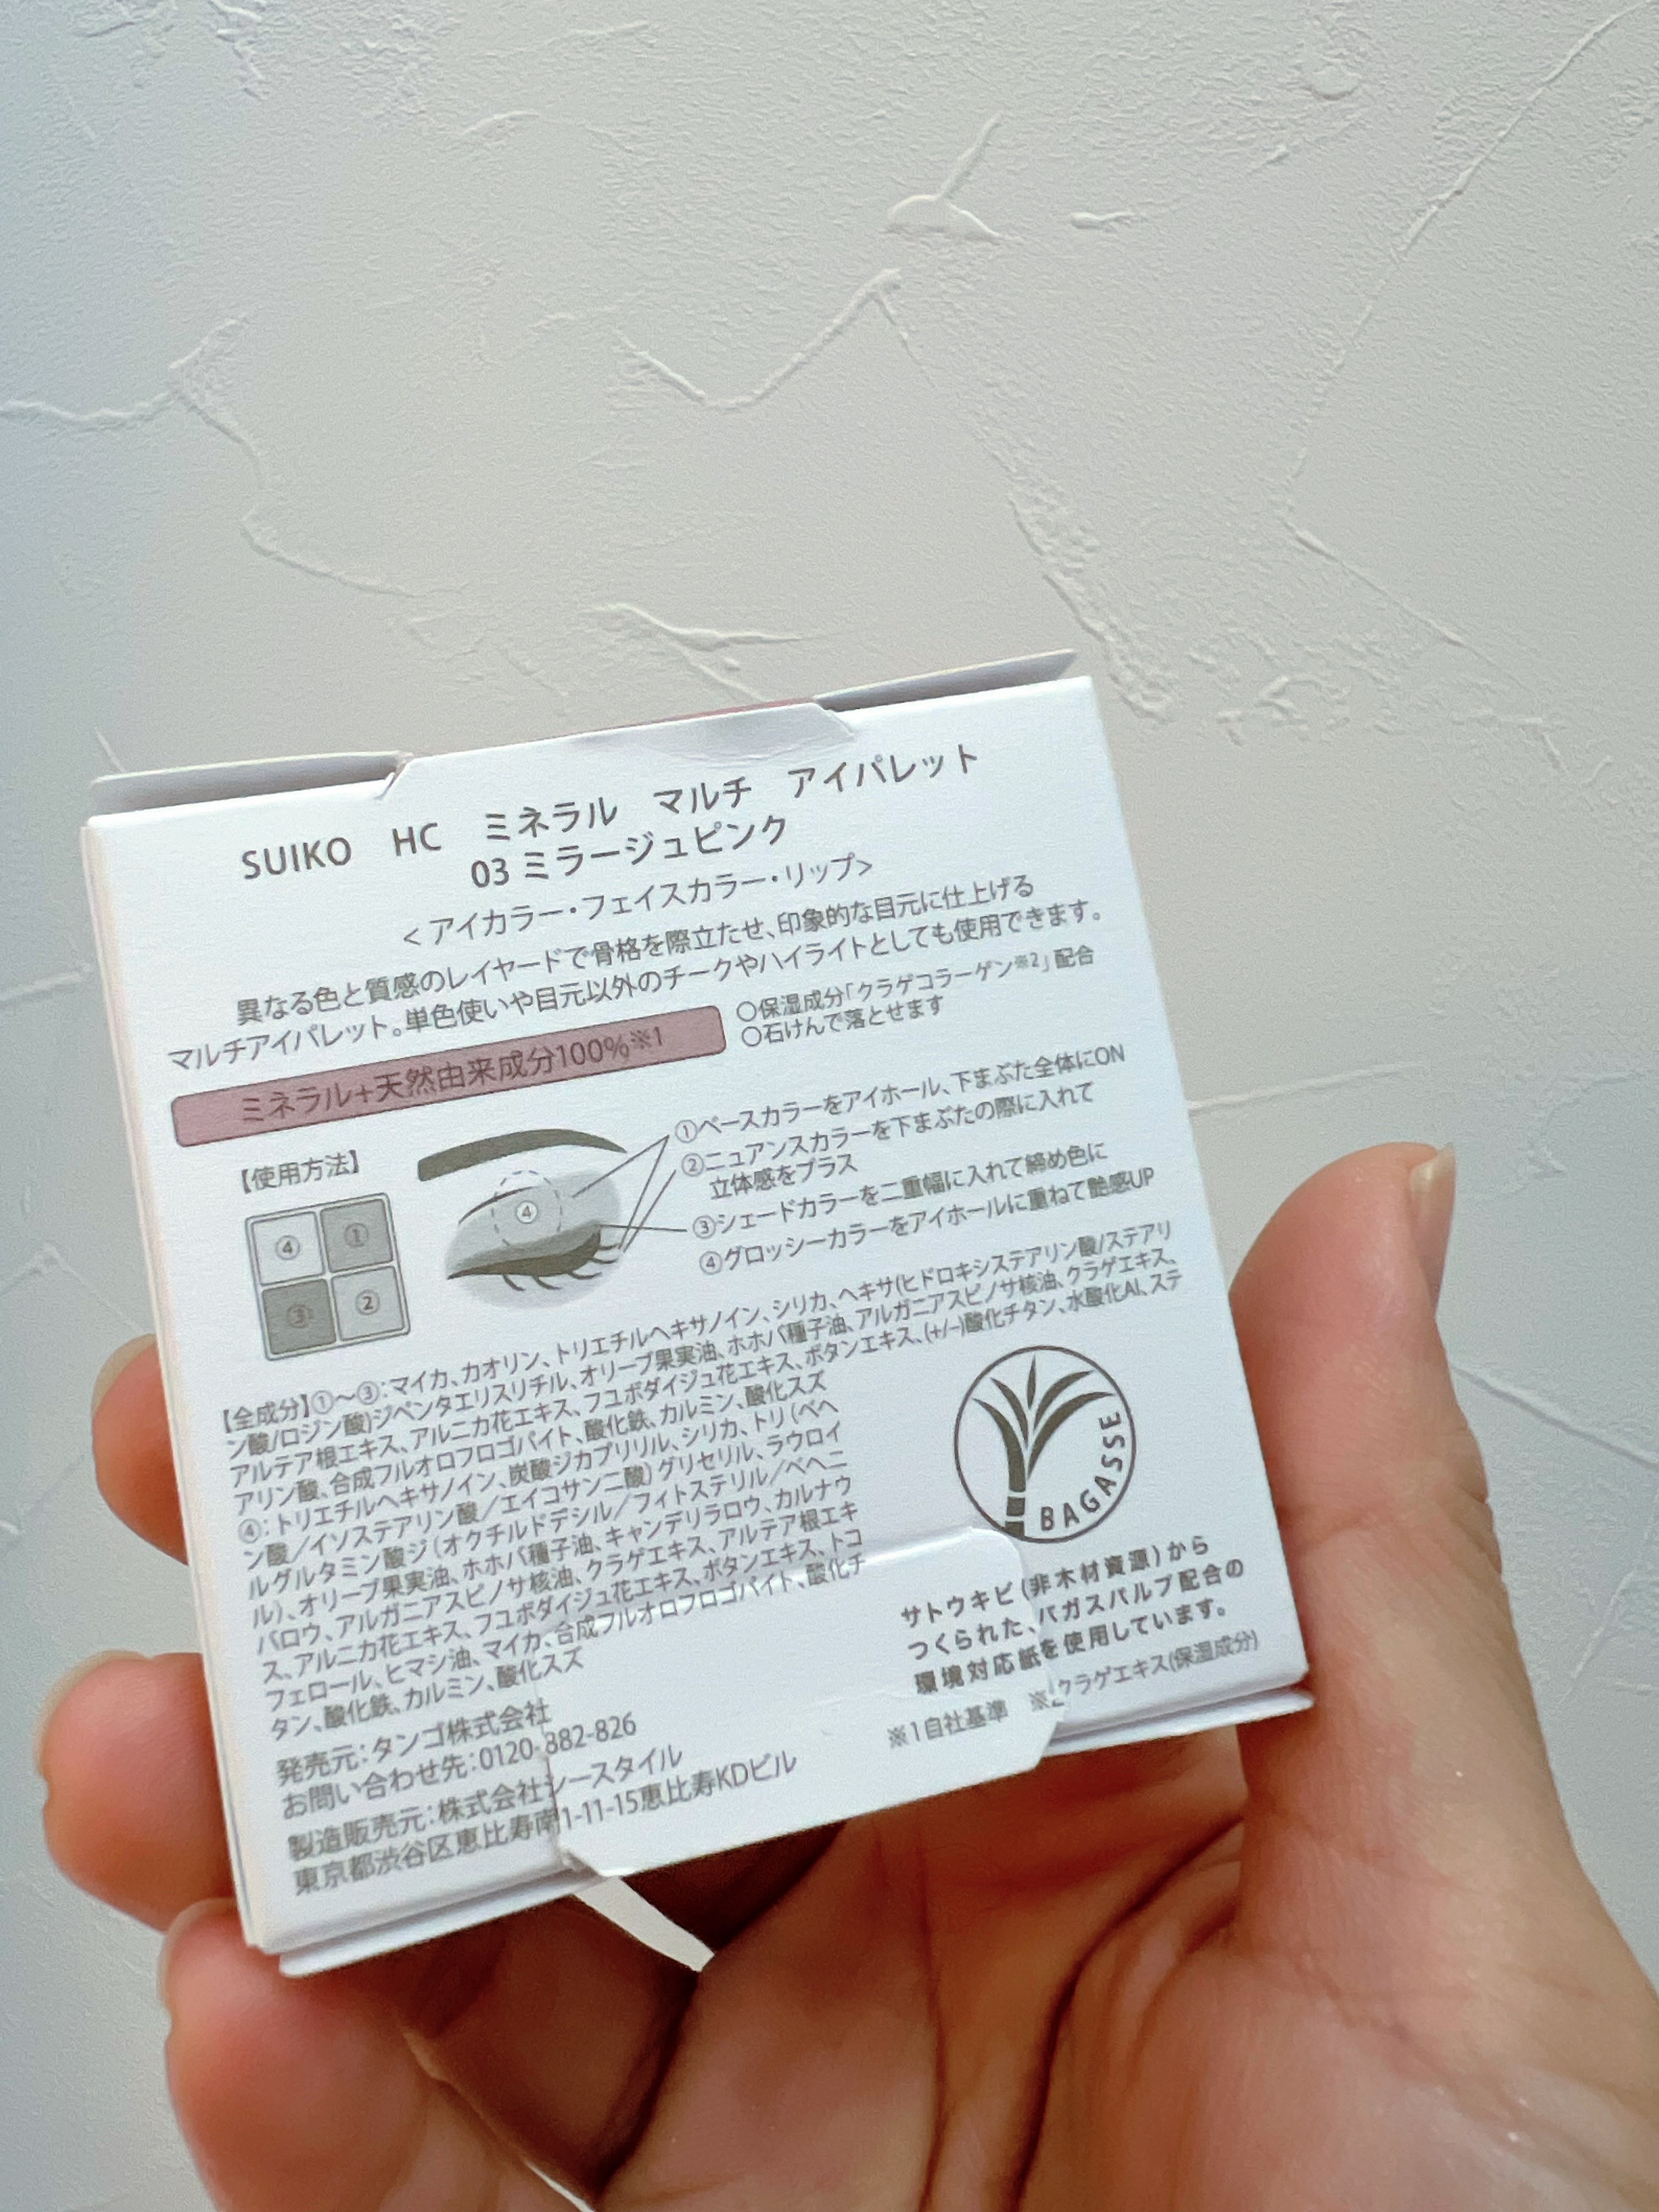 SUIKO HC ミネラル マルチ アイパレット
03 ミラージュピンク
<アイカラー・フェイスカラー・リップ>
異なる色と質感のレイヤードで骨格を際立たせ、印象的な目元に仕上げる
マルチアイパレット。単色使いや目元以外のチークやハイライトとしても使用できます。
ミネラル+天然由来成分100%※1
○保湿成分「クラゲコラーゲン※2」配合
○石けんで落とせます
【使用方法】
④ ①
③ ②
④
①ベースカラーをアイホール、下まぶた全体にON
②ニュアンスカラーを下まぶたの際に入れて
立体感をプラス
③シェードカラーを二重幅に入れて締め色に
④グロッシーカラーをアイホールに重ねて艶感UP
【全成分】①～③:マイカ、カオリン、トリエチルヘキサノイン、シリカ、ヘキサ(ヒドロキシステアリン酸/ステアリ
ン酸/ロジン酸)ジペンタエリスリチル、オリーブ果実油、ホホバ種子油、アルガニアスピノサ核油、クラゲエキス、
アルテア根エキス、アルニカ花エキス、フユボダイジュ花エキス、ボタンエキス、(+/-)酸化チタン、水酸化Al、ステ
アリン酸、合成フルオロフロゴパイト、酸化鉄、カルミン、酸化スズ
④:トリエチルヘキサノイン、炭酸ジカプリリル、シリカ、トリ(ベヘ
ン酸/イソステアリン酸/エイコサン二酸)グリセリル、ラウロイ
ルグルタミン酸ジ(オクチルドデシル/フィトステリル/ベヘニ
ル)、オリーブ果実油、ホホバ種子油、キャンデリラロウ、カルナウ
バロウ、アルガニアスピノサ核油、クラゲエキス、アルテア根エキ
ス、アルニカ花エキス、フユボダイジュ花エキス、ボタンエキス、トコ
フェロール、ヒマシ油、マイカ、合成フルオロフロゴパイト、酸化チ
タン、酸化鉄、カルミン、酸化スズ
発売元:タンゴ株式会社
お問い合わせ先:0120-382-826
製造販売元:株式会社シースタイル
東京都渋谷区恵比寿南1-11-15恵比寿KDビル
BAGASSE
サトウキビ(非木材資源)から
つくられた、バガスパルプ配合の
環境対応紙を使用しています。
※1自社基準 ※2クラゲエキス(保湿成分)